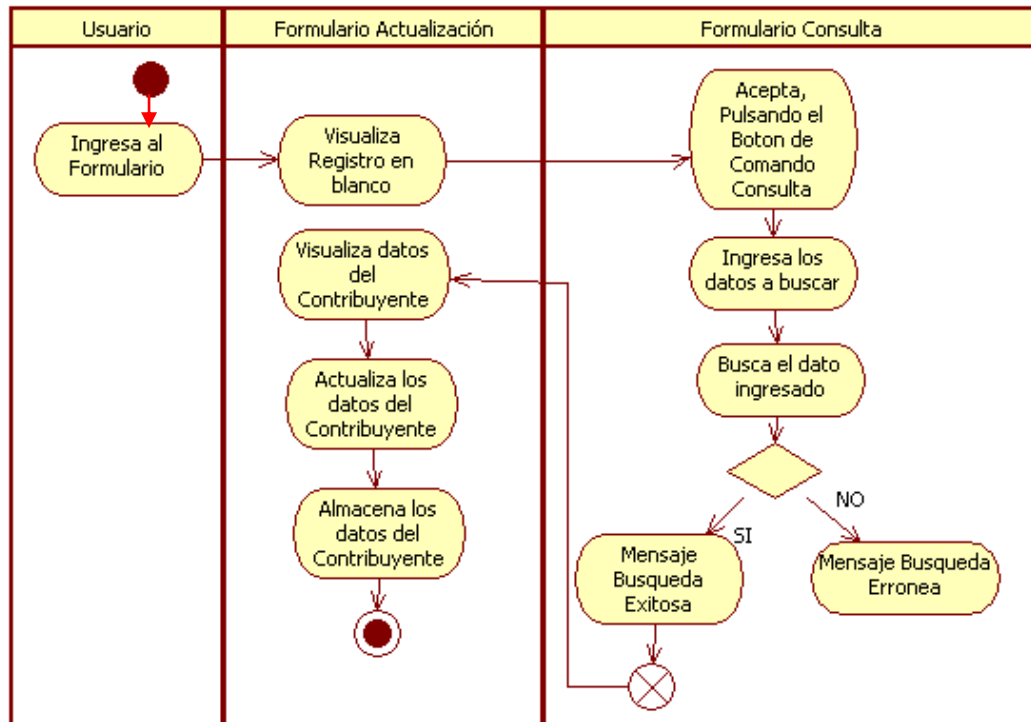 Usuario
Formulario Actualización
Formulario Consulta
Ingresa al
Formulario
Visualiza
Registro en
blanco
Acepta,
Pulsando el
Boton de
Comando
Consulta
Ingresa los
datos a buscar
Busca el dato
ingresado
NO
SI
Mensaje
Busqueda
Exitosa
Mensaje Busqueda
Erronea
Visualiza datos
del
Contribuyente
Actualiza los
datos del
Contribuyente
Almacena los
datos del
Contribuyente